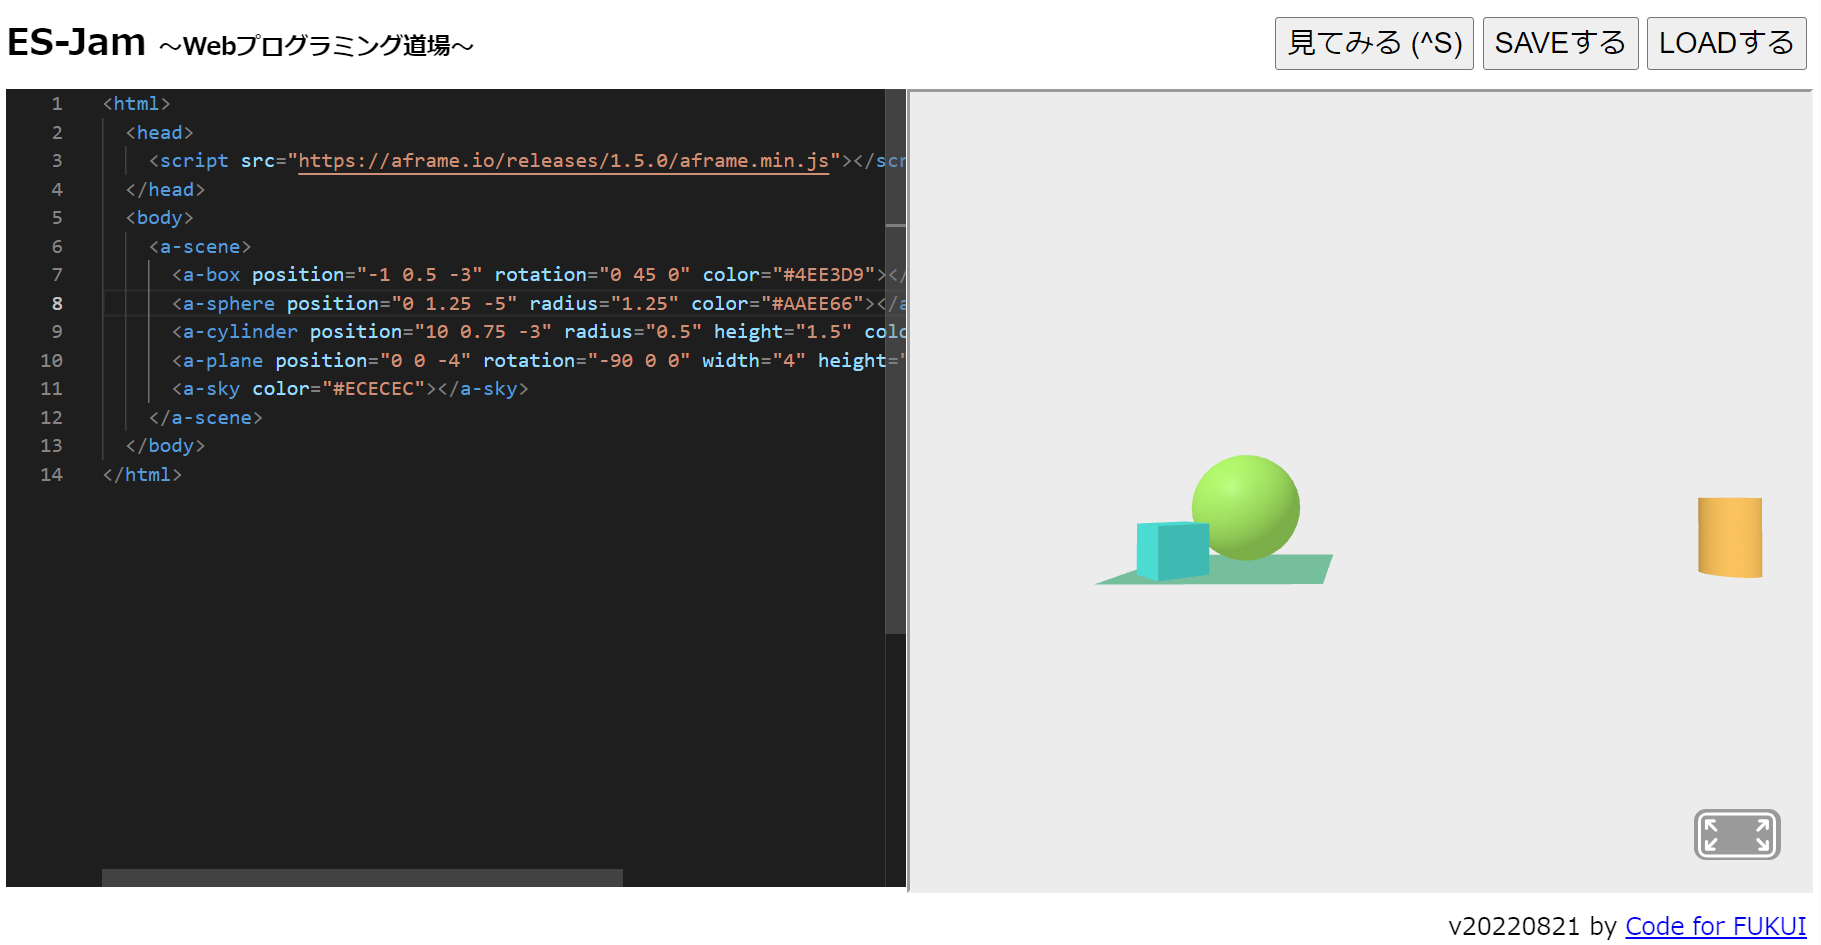 ES-Jam ～Webプログラミング道場～
見てみる (^S) SAVEする LOADする
1 <html>
2 <head>
3 <script src="https://aframe.io/releases/1.5.0/aframe.min.js"></scr
4 </head>
5 <body>
6 <a-scene>
7 <a-box position="-1 0.5 -3" rotation="0 45 0" color="#4EE3D9"></
8 <a-sphere position="0 1.25 -5" radius="1.25" color="#AAEE66"></a
9 <a-cylinder position="10 0.75 -3" radius="0.5" height="1.5" colo
10 <a-plane position="0 0 -4" rotation="-90 0 0" width="4" height="
11 <a-sky color="#ECECEC"></a-sky>
12 </a-scene>
13 </body>
14 </html>
v20220821 by Code for FUKUI